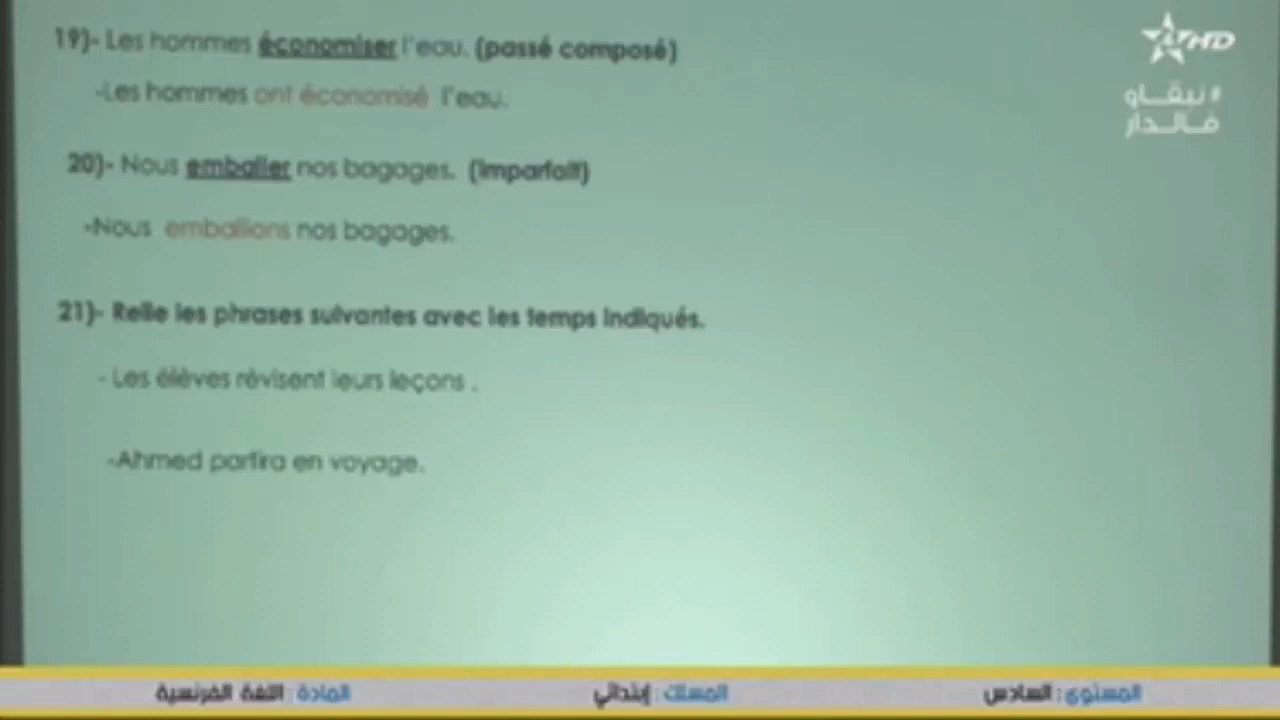 19)- Les hommes économiser l'eau. (passé composé)
-Les hommes ont économisé l'eau.
20)- Nous emballer nos bagages. (imparfait)
-Nous emballions nos bagages.
21)- Relie les phrases suivantes avec les temps indiqués.
- Les élèves révisent leurs leçons .
-Ahmed partira en voyage.
HD
#نبقاو
فالدار
المستوى : السادس
المسلك : إبتدائي
المادة : اللغة الفرنسية